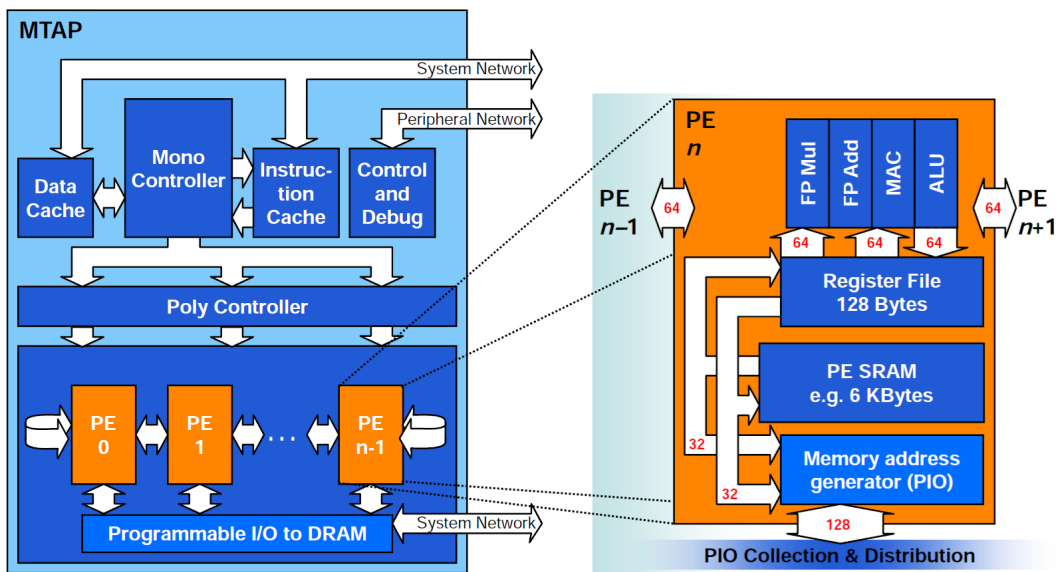 MTAP
System Network
Peripheral Network
Mono
Controller
Data
Cache
Instruc-
tion
Cache
Control
and
Debug
Poly Controller
PE
0
PE
1
...
PE
n-1
Programmable I/O to DRAM
System Network
PE
n
FP Mul
FP Add
MAC
ALU
PE
n–1
64
64
PE
n+1
64
64
64
Register File
128 Bytes
PE SRAM
e.g. 6 KBytes
32
32
Memory address
generator (PIO)
128
PIO Collection & Distribution